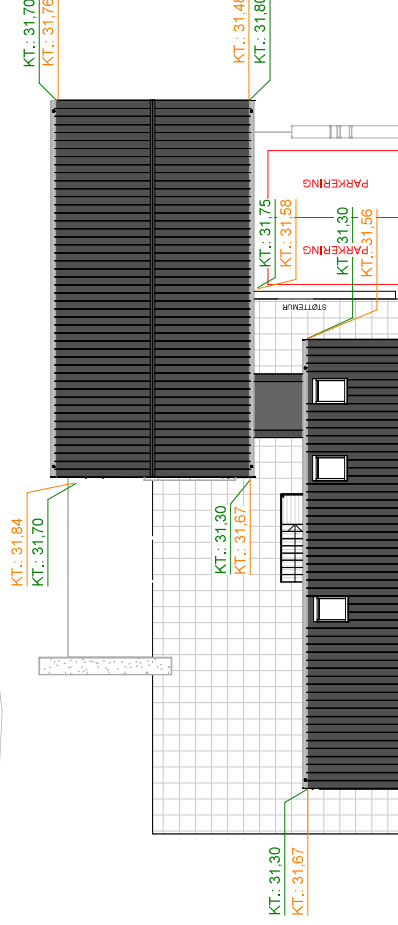 KT.: 31,70
KT.: 31,76
KT.: 31,48
KT.: 31,80
PARKERING
KT.: 31,75
KT.: 31,58
KT.: 31,30
KT.: 31,56
PARKERING
STØTTEMUR
KT.: 31,84
KT.: 31,70
KT.: 31,30
KT.: 31,67
KT.: 31,30
KT.: 31,67